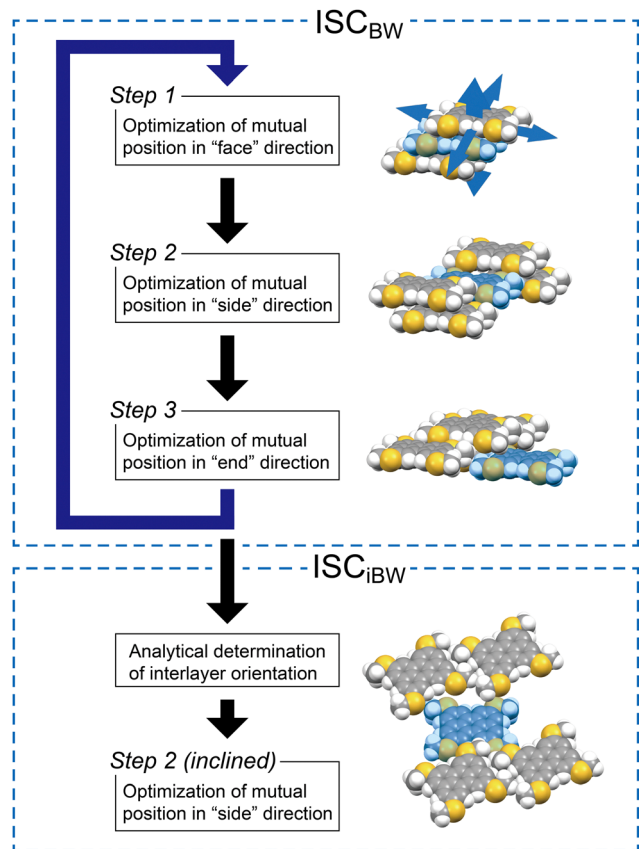 ISCBW
Step 1
Optimization of mutual
position in “face” direction
Step 2
Optimization of mutual
position in “side” direction
Step 3
Optimization of mutual
position in “end” direction
ISCiBW
Analytical determination
of interlayer orientation
Step 2 (inclined)
Optimization of mutual
position in “side” direction